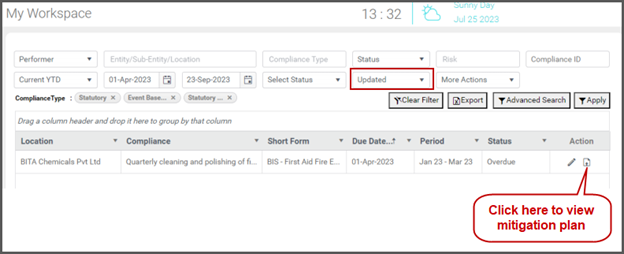 My Workspace
13 : 32
Sunny Day
Jul 25 2023
Performer Entity/Sub-Entity/Location Compliance Type Status Risk Compliance ID
Current YTD 01-Apr-2023 23-Sep-2023 Select Status Updated More Actions
ComplianceType : Statutory × Event Base... × Statutory ... ×
Clear Filter Export Advanced Search Apply
Drag a column header and drop it here to group by that column
Location Compliance Short Form Due Date... Period Status Action
BITA Chemicals Pvt Ltd Quarterly cleaning and polishing of fi... BIS - First Aid Fire E... 01-Apr-2023 Jan 23 - Mar 23 Overdue
Click here to view
mitigation plan